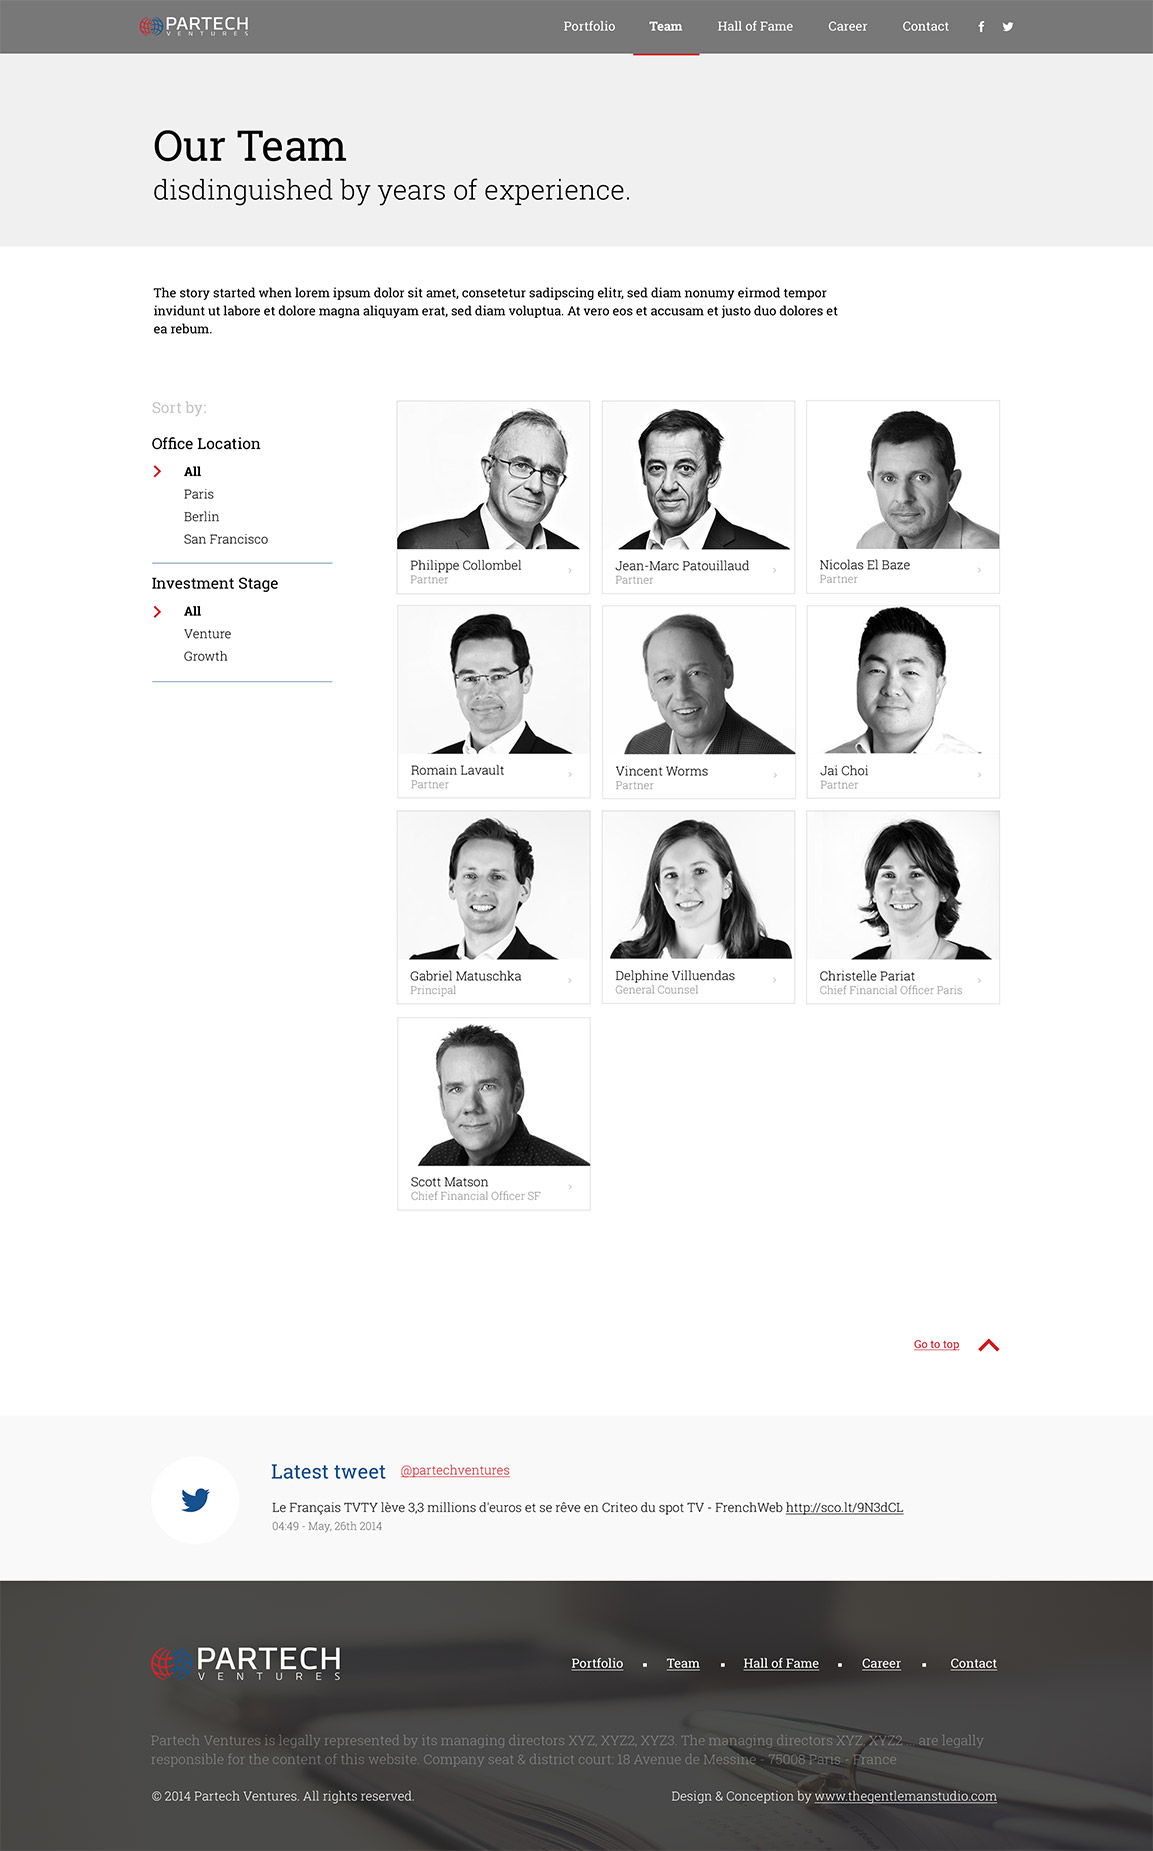 PARTECH
VENTURES
Portfolio Team Hall of Fame Career Contact
Our Team
disdinguished by years of experience.
The story started when lorem ipsum dolor sit amet, consetetur sadipscing elitr, sed diam nonumy eirmod tempor
invidunt ut labore et dolore magna aliquyam erat, sed diam voluptua. At vero eos et accusam et justo duo dolores et
ea rebum.
Sort by:
Office Location
All
Paris
Berlin
San Francisco
Investment Stage
All
Venture
Growth
Philippe Collombel
Partner
Jean-Marc Patouillaud
Partner
Nicolas El Baze
Partner
Romain Lavault
Partner
Vincent Worms
Partner
Jai Choi
Partner
Gabriel Matuschka
Principal
Delphine Villuendas
General Counsel
Christelle Pariat
Chief Financial Officer Paris
Scott Matson
Chief Financial Officer SF
Go to top
Latest tweet @partechventures
Le Français TVTY lève 3,3 millions d'euros et se rêve en Criteo du spot TV - FrenchWeb http://sco.lt/9N3dCL
04:49 - May, 26th 2014
PARTECH
VENTURES
Portfolio Team Hall of Fame Career Contact
Partech Ventures is legally represented by its managing directors XYZ, XYZ2, XYZ3. The managing directors XYZ, XYZ2 ... are legally
responsible for the content of this website. Company seat & district court: 18 Avenue de Messine - 75008 Paris - France
© 2014 Partech Ventures. All rights reserved.
Design & Conception by www.thegentlemanstudio.com